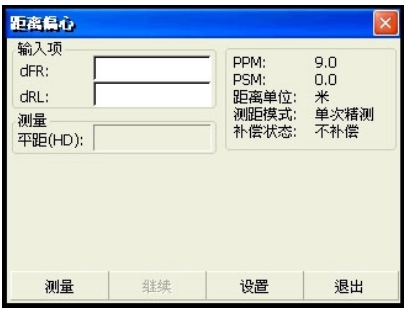 距离偏心
输入项
dFR:
dRL:
测量
平距(HD):
PPM: 9.0
PSM: 0.0
距离单位: 米
测距模式: 单次精测
补偿状态: 不补偿
测量 继续 设置 退出